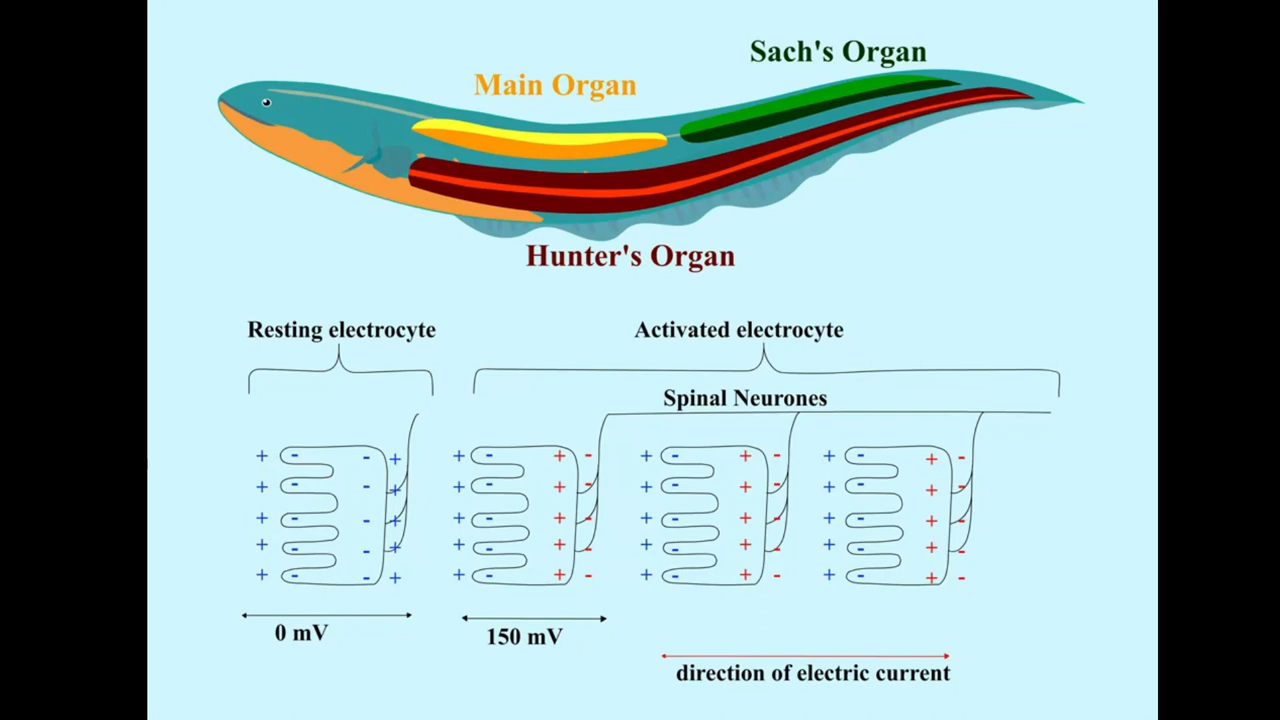 Sach's Organ
Main Organ
Hunter's Organ
Resting electrocyte
Activated electrocyte
Spinal Neurones
+ - - + + - + - + - + - + - + -
+ - - + + - + - + - + - + - + -
+ - - + + - + - + - + - + - + -
+ - - + + - + - + - + - + - + -
+ - - + + - + - + - + - + - + -
0 mV
150 mV
direction of electric current